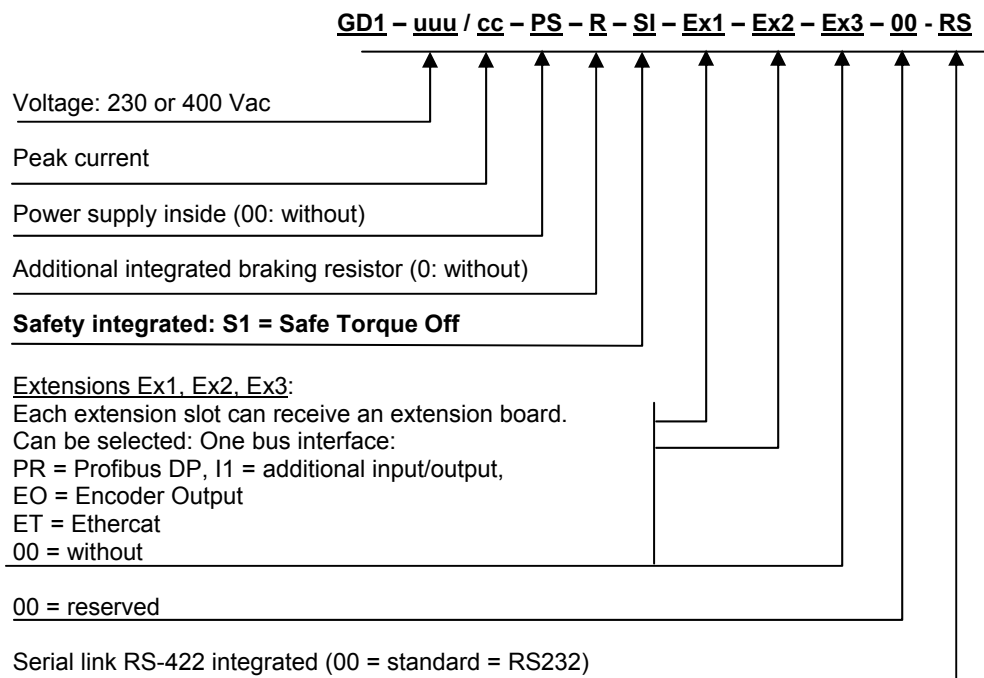 GD1 – uuu / cc – PS – R – SI – Ex1 – Ex2 – Ex3 – 00 - RS
Voltage: 230 or 400 Vac
Peak current
Power supply inside (00: without)
Additional integrated braking resistor (0: without)
Safety integrated: S1 = Safe Torque Off
Extensions Ex1, Ex2, Ex3:
Each extension slot can receive an extension board.
Can be selected: One bus interface:
PR = Profibus DP, I1 = additional input/output,
EO = Encoder Output
ET = Ethercat
00 = without
00 = reserved
Serial link RS-422 integrated (00 = standard = RS232)